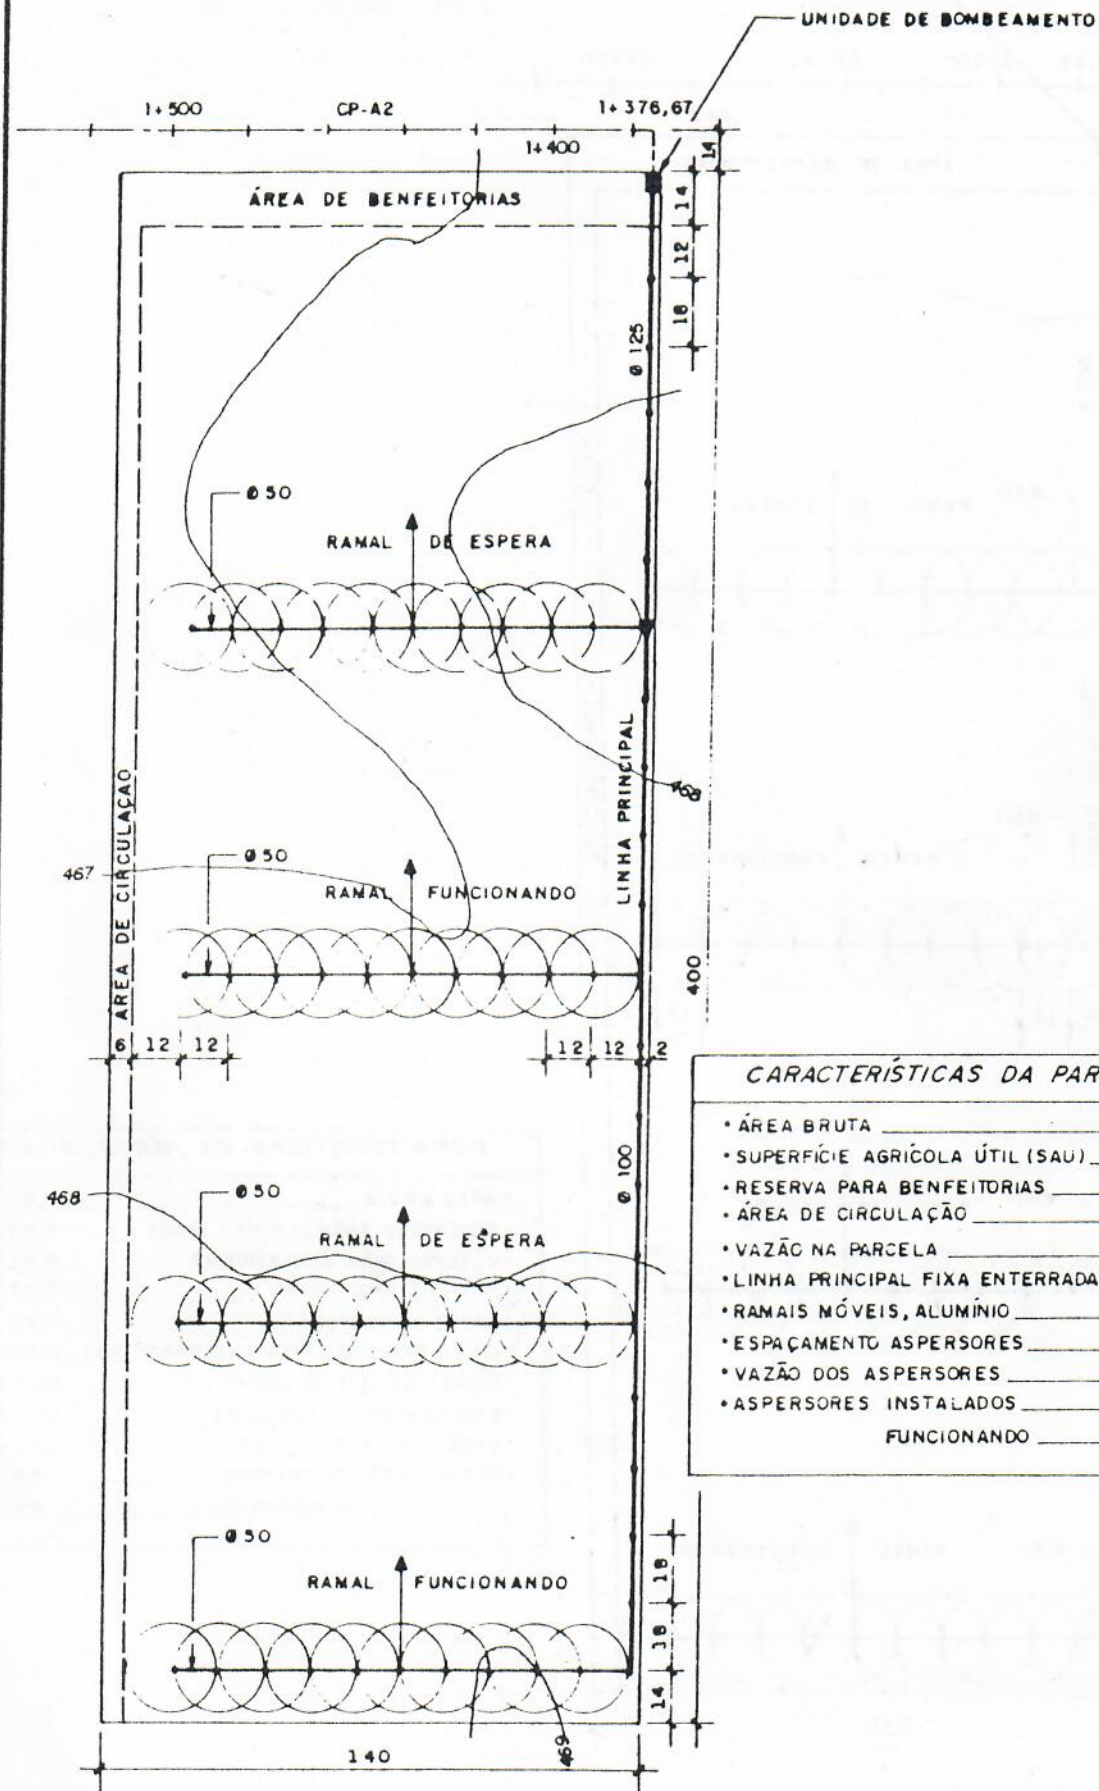 UNIDADE DE BOMBEAMENTO
1+500
CP-A2
1+376,67
1+400
14
ÁREA DE BENFEITORIAS
14
12
18
Ø 125
Ø 50
RAMAL DE ESPERA
LINHA PRINCIPAL
468
ÁREA DE CIRCULAÇÃO
467
Ø 50
RAMAL FUNCIONANDO
400
6
12
12
12
12
2
CARACTERÍSTICAS DA PAR
• ÁREA BRUTA
• SUPERFÍCIE AGRÍCOLA ÚTIL (SAU)
• RESERVA PARA BENFEITORIAS
• ÁREA DE CIRCULAÇÃO
• VAZÃO NA PARCELA
• LINHA PRINCIPAL FIXA ENTERRADA
• RAMAIS MÓVEIS, ALUMÍNIO
• ESPAÇAMENTO ASPERSORES
• VAZÃO DOS ASPERSORES
• ASPERSORES INSTALADOS
FUNCIONANDO
Ø 100
468
Ø 50
RAMAL DE ESPERA
Ø 50
RAMAL FUNCIONANDO
18
18
14
469
140